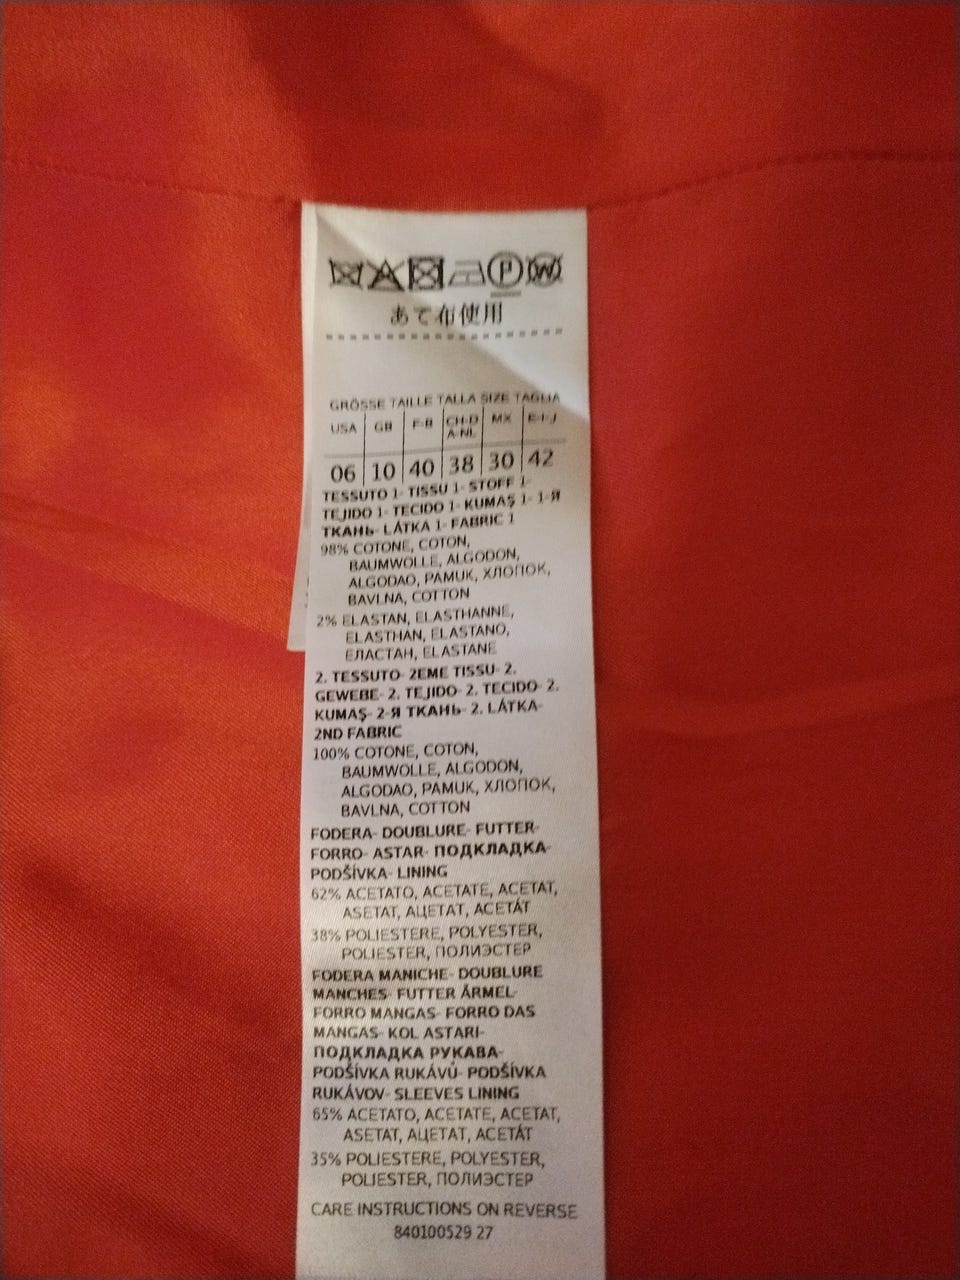 P W
あて布使用
GRÖSSE TAILLE TALLA SIZE TAGLIA
USA GB F-B CH-D A-NL MX E-I-J
06 10 40 38 30 42
TESSUTO 1- TISSU 1- STOFF 1-
TEJIDO 1- TECIDO 1- KUMAŞ 1- 1-Я
ТКАНЬ- LÁTKA 1- FABRIC 1
98% COTONE, COTON,
BAUMWOLLE, ALGODON,
ALGODAO, PAMUK, ХЛОПОК,
BAVLNA, COTTON
2% ELASTAN, ELASTHANNE,
ELASTHAN, ELASTANO,
ЕЛАСТАН, ELASTANE
2. TESSUTO- 2EME TISSU- 2.
GEWEBE- 2. TEJIDO- 2. TECIDO- 2.
KUMAŞ- 2-Я ТКАНЬ- 2. LÁTKA-
2ND FABRIC
100% COTONE, COTON,
BAUMWOLLE, ALGODON,
ALGODAO, PAMUK, ХЛОПОК,
BAVLNA, COTTON
FODERA- DOUBLURE- FUTTER-
FORRO- ASTAR- ПОДКЛАДКА-
PODŠÍVKA- LINING
62% ACETATO, ACETATE, ACETAT,
ASETAT, АЦЕТАТ, ACETÁT
38% POLIESTERE, POLYESTER,
POLIESTER, ПОЛИЭСТЕР
FODERA MANICHE- DOUBLURE
MANCHES- FUTTER ÄRMEL-
FORRO MANGAS- FORRO DAS
MANGAS- KOL ASTARI-
ПОДКЛАДКА РУКАВА-
PODŠÍVKA RUKÁVŮ- PODŠÍVKA
RUKÁVOV- SLEEVES LINING
65% ACETATO, ACETATE, ACETAT,
ASETAT, АЦЕТАТ, ACETÁT
35% POLIESTERE, POLYESTER,
POLIESTER, ПОЛИЭСТЕР
CARE INSTRUCTIONS ON REVERSE
840100529 27